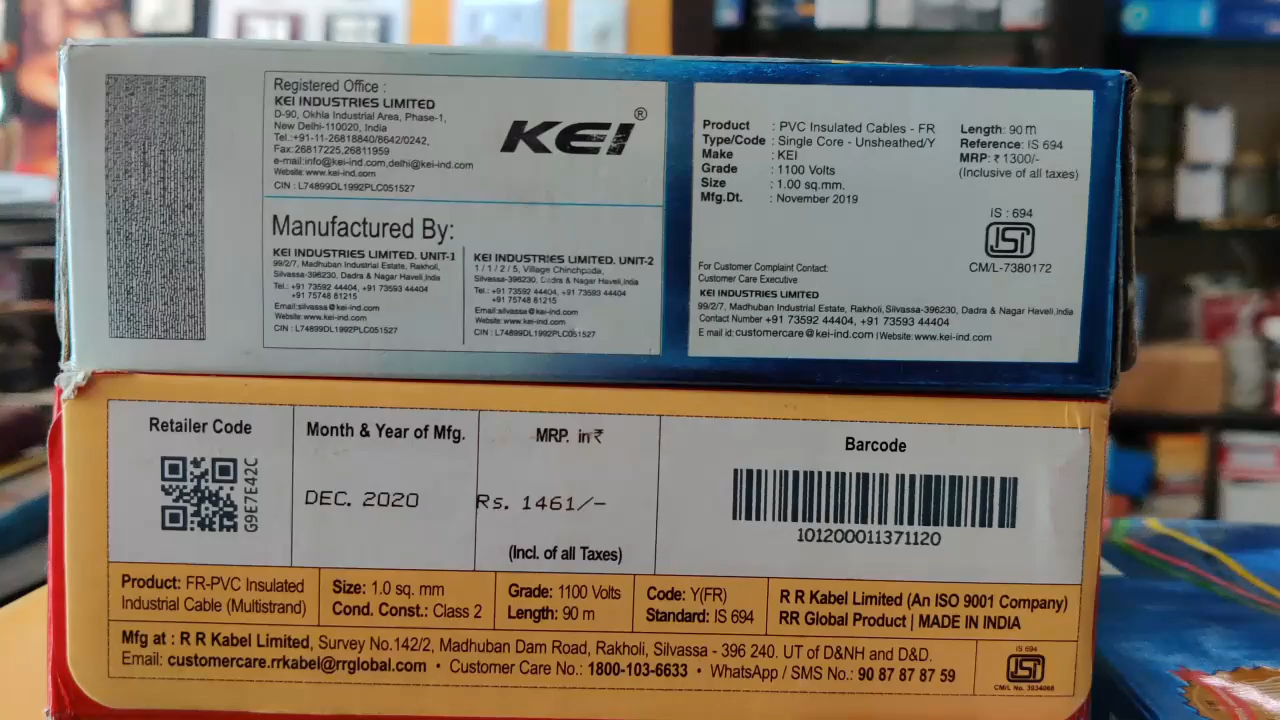 Registered Office :
KEI INDUSTRIES LIMITED
D-90, Okhla Industrial Area, Phase-1,
New Delhi-110020, India
Tel.:+91-11-26818840/8642/0242,
Fax:26817225,26811959
e-mail:info@kei-ind.com,delhi@kei-ind.com
Website: www.kei-ind.com
CIN : L74899DL1992PLC051527
KEI®
Manufactured By:
KEI INDUSTRIES LIMITED. UNIT-1
99/2/7, Madhuban Industrial Estate, Rakholi,
Silvassa-396230, Dadra & Nagar Haveli,India
Tel.: +91 73592 44404, +91 73593 44404
+91 75748 81215
Email:silvassa@kei-ind.com
Website: www.kei-ind.com
CIN : L74899DL1992PLC051527
KEI INDUSTRIES LIMITED. UNIT-2
1/1/2/5, Village Chinchpada,
Silvassa-396230, Dadra & Nagar Haveli,India
Tel.: +91 73592 44404, +91 73593 44404
+91 75748 81215
Email:silvassa@kei-ind.com
Website: www.kei-ind.com
CIN : L74899DL1992PLC051527
Product : PVC Insulated Cables - FR
Type/Code : Single Core - Unsheathed/Y
Make : KEI
Grade : 1100 Volts
Size : 1.00 sq.mm.
Mfg.Dt. : November 2019
Length: 90 m
Reference: IS 694
MRP: ₹ 1300/-
(Inclusive of all taxes)
IS : 694
ISI
CM/L-7380172
For Customer Complaint Contact:
Customer Care Executive
KEI INDUSTRIES LIMITED
99/2/7, Madhuban Industrial Estate, Rakholi,Silvassa-396230, Dadra & Nagar Haveli,India
Contact Number +91 73592 44404, +91 73593 44404
E mail id: customercare@kei-ind.com | Website: www.kei-ind.com
Retailer Code
G9E7E42C
Month & Year of Mfg.
DEC. 2020
MRP. in ₹
Rs. 1461/-
(Incl. of all Taxes)
Barcode
101200011371120
Product: FR-PVC Insulated
Industrial Cable (Multistrand)
Size: 1.0 sq. mm
Cond. Const.: Class 2
Grade: 1100 Volts
Length: 90 m
Code: Y(FR)
Standard: IS 694
R R Kabel Limited (An ISO 9001 Company)
RR Global Product | MADE IN INDIA
Mfg at : R R Kabel Limited, Survey No.142/2, Madhuban Dam Road, Rakholi, Silvassa - 396 240. UT of D&NH and D&D.
Email: customercare.rrkabel@rrglobal.com • Customer Care No.: 1800-103-6633 • WhatsApp / SMS No.: 90 87 87 87 59
IS 694
ISI
CM/L No. 3934068